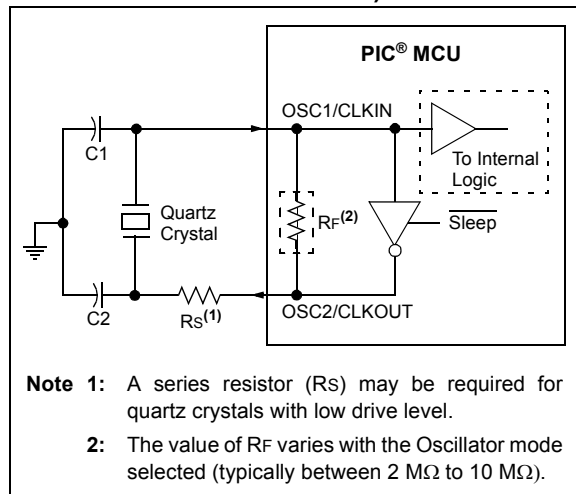 PIC® MCU
OSC1/CLKIN
C1
To Internal
Logic
Quartz
Crystal
RF(2)
Sleep
C2
RS(1)
OSC2/CLKOUT
Note 1: A series resistor (RS) may be required for
quartz crystals with low drive level.
2: The value of RF varies with the Oscillator mode
selected (typically between 2 MΩ to 10 MΩ).